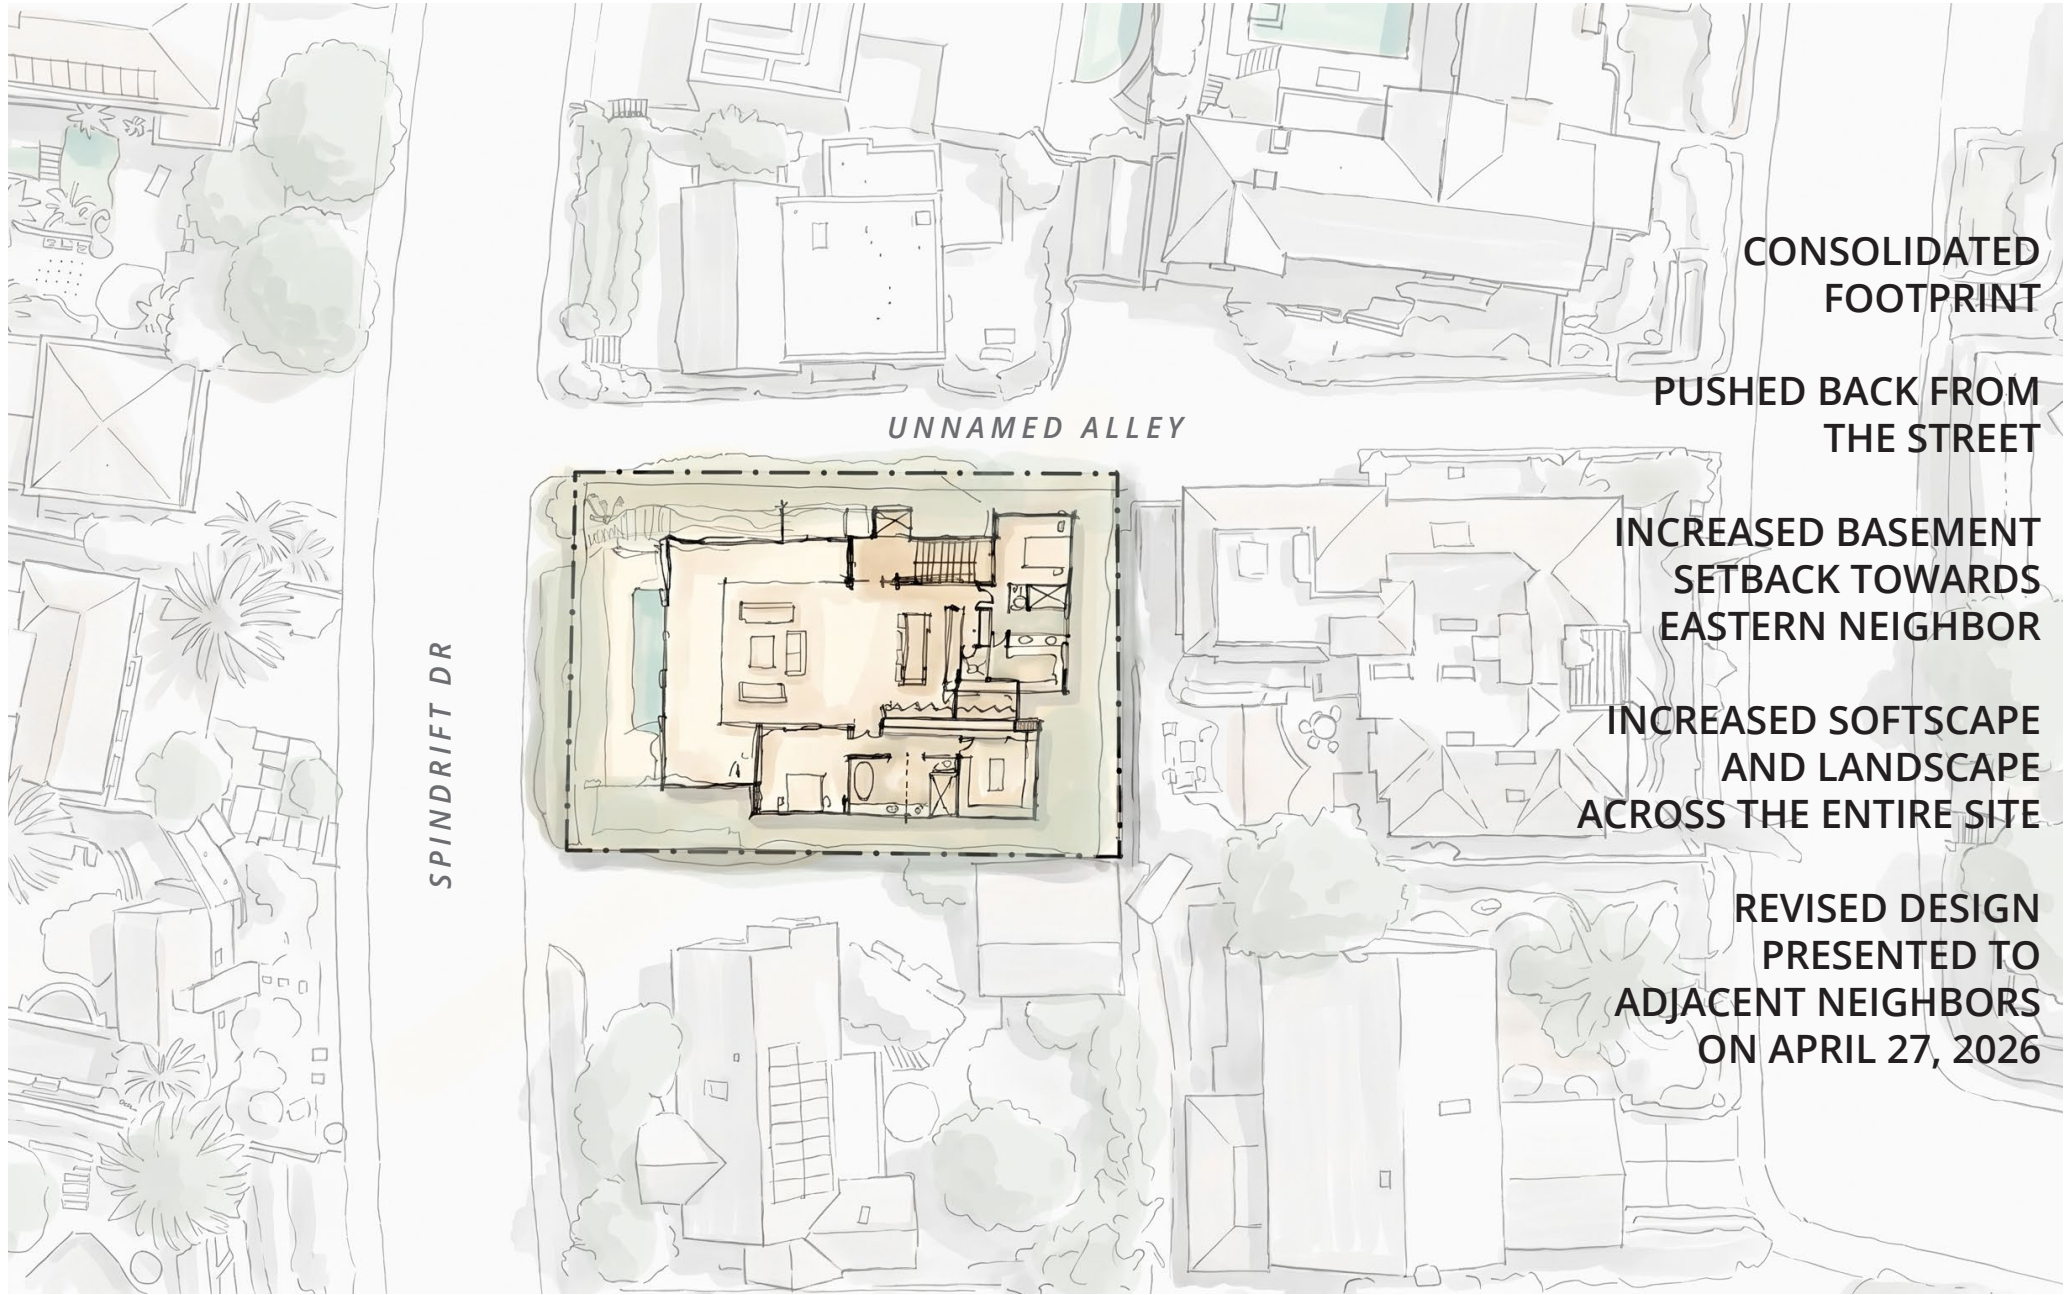 CONSOLIDATED
FOOTPRINT
PUSHED BACK FROM
THE STREET
UNNAMED ALLEY
INCREASED BASEMENT
SETBACK TOWARDS
EASTERN NEIGHBOR
SPINDRIFT DR
INCREASED SOFTSCAPE
AND LANDSCAPE
ACROSS THE ENTIRE SITE
REVISED DESIGN
PRESENTED TO
ADJACENT NEIGHBORS
ON APRIL 27, 2026